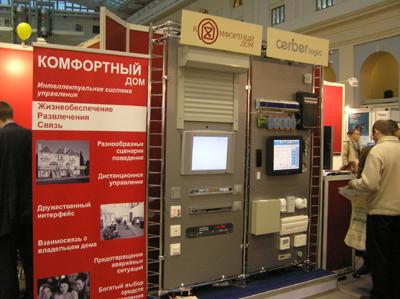 КОМФОРТНЫЙ
ДОМ
Интеллектуальная система
управления
Жизнеобеспечение
Развлечения
Связь
Разнообразные
сценарии
поведения
Дистанционное
управление
Дружественный
интерфейс
Взаимосвязь с
владельцем дома
Предотвращение
аварийных
ситуаций
Богатый выбор
средств
КОМФОРТНЫЙ
ДОМ
cerber logic